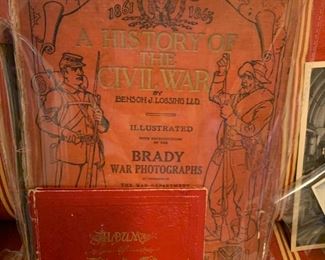 1861 1865
A HISTORY OF THE
CIVIL WAR
BY
BENSON J. LOSSING LLD.
ILLUSTRATED
WITH REPRODUCTIONS
OF THE
BRADY
WAR PHOTOGRAPHS
THE WAR DEPARTMENT
ALBUM